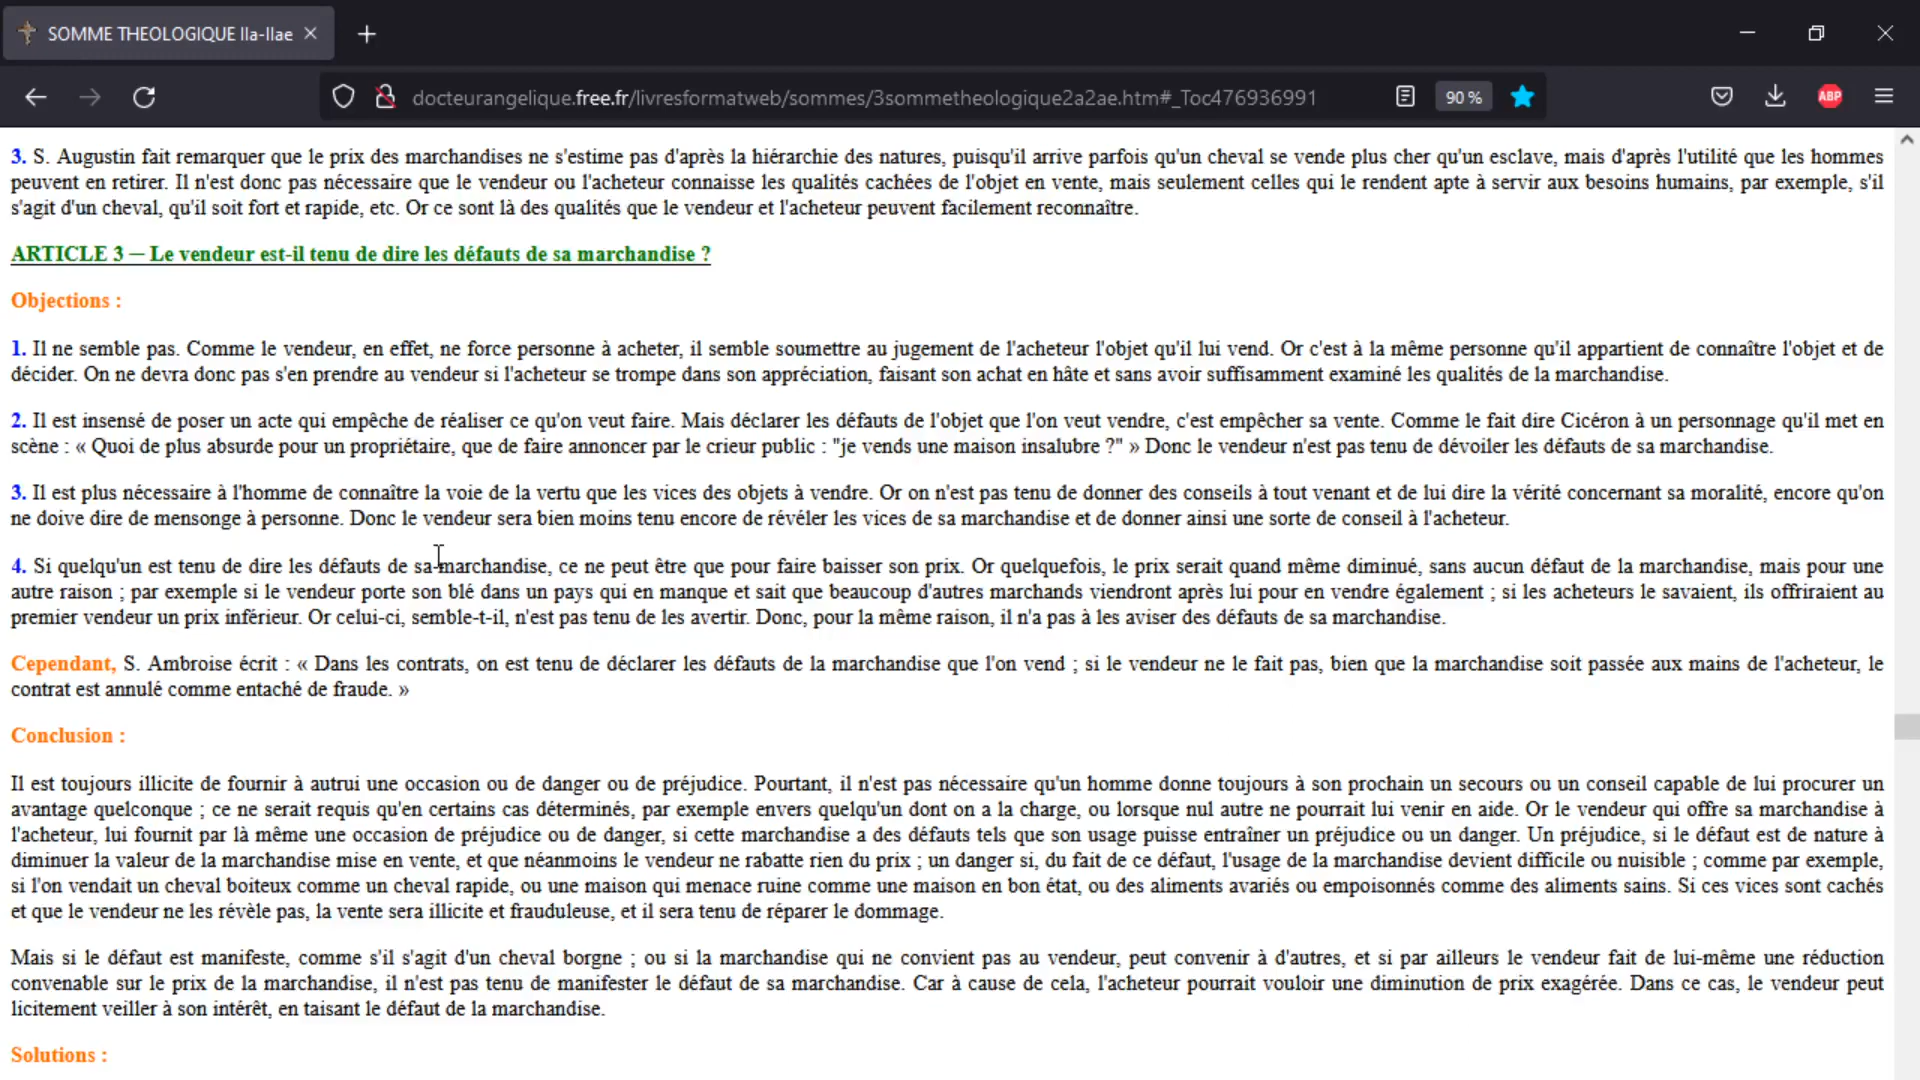 SOMME THEOLOGIQUE IIa-IIae
docteurangelique.free.fr/livresformatweb/sommes/3sommetheologique2a2ae.htm#_Toc476936991
90 %
ABP
3. S. Augustin fait remarquer que le prix des marchandises ne s'estime pas d'après la hiérarchie des natures, puisqu'il arrive parfois qu'un cheval se vende plus cher qu'un esclave, mais d'après l'utilité que les hommes
peuvent en retirer. Il n'est donc pas nécessaire que le vendeur ou l'acheteur connaisse les qualités cachées de l'objet en vente, mais seulement celles qui le rendent apte à servir aux besoins humains, par exemple, s'il
s'agit d'un cheval, qu'il soit fort et rapide, etc. Or ce sont là des qualités que le vendeur et l'acheteur peuvent facilement reconnaître.
ARTICLE 3 — Le vendeur est-il tenu de dire les défauts de sa marchandise ?
Objections :
1. Il ne semble pas. Comme le vendeur, en effet, ne force personne à acheter, il semble soumettre au jugement de l'acheteur l'objet qu'il lui vend. Or c'est à la même personne qu'il appartient de connaître l'objet et de
décider. On ne devra donc pas s'en prendre au vendeur si l'acheteur se trompe dans son appréciation, faisant son achat en hâte et sans avoir suffisamment examiné les qualités de la marchandise.
2. Il est insensé de poser un acte qui empêche de réaliser ce qu'on veut faire. Mais déclarer les défauts de l'objet que l'on veut vendre, c'est empêcher sa vente. Comme le fait dire Cicéron à un personnage qu'il met en
scène : « Quoi de plus absurde pour un propriétaire, que de faire annoncer par le crieur public : "je vends une maison insalubre ?" » Donc le vendeur n'est pas tenu de dévoiler les défauts de sa marchandise.
3. Il est plus nécessaire à l'homme de connaître la voie de la vertu que les vices des objets à vendre. Or on n'est pas tenu de donner des conseils à tout venant et de lui dire la vérité concernant sa moralité, encore qu'on
ne doive dire de mensonge à personne. Donc le vendeur sera bien moins tenu encore de révéler les vices de sa marchandise et de donner ainsi une sorte de conseil à l'acheteur.
4. Si quelqu'un est tenu de dire les défauts de sa marchandise, ce ne peut être que pour faire baisser son prix. Or quelquefois, le prix serait quand même diminué, sans aucun défaut de la marchandise, mais pour une
autre raison ; par exemple si le vendeur porte son blé dans un pays qui en manque et sait que beaucoup d'autres marchands viendront après lui pour en vendre également ; si les acheteurs le savaient, ils offriraient au
premier vendeur un prix inférieur. Or celui-ci, semble-t-il, n'est pas tenu de les avertir. Donc, pour la même raison, il n'a pas à les aviser des défauts de sa marchandise.
Cependant, S. Ambroise écrit : « Dans les contrats, on est tenu de déclarer les défauts de la marchandise que l'on vend ; si le vendeur ne le fait pas, bien que la marchandise soit passée aux mains de l'acheteur, le
contrat est annulé comme entaché de fraude. »
Conclusion :
Il est toujours illicite de fournir à autrui une occasion ou de danger ou de préjudice. Pourtant, il n'est pas nécessaire qu'un homme donne toujours à son prochain un secours ou un conseil capable de lui procurer un
avantage quelconque ; ce ne serait requis qu'en certains cas déterminés, par exemple envers quelqu'un dont on a la charge, ou lorsque nul autre ne pourrait lui venir en aide. Or le vendeur qui offre sa marchandise à
l'acheteur, lui fournit par là même une occasion de préjudice ou de danger, si cette marchandise a des défauts tels que son usage puisse entraîner un préjudice ou un danger. Un préjudice, si le défaut est de nature à
diminuer la valeur de la marchandise mise en vente, et que néanmoins le vendeur ne rabatte rien du prix ; un danger si, du fait de ce défaut, l'usage de la marchandise devient difficile ou nuisible ; comme par exemple,
si l'on vendait un cheval boiteux comme un cheval rapide, ou une maison qui menace ruine comme une maison en bon état, ou des aliments avariés ou empoisonnés comme des aliments sains. Si ces vices sont cachés
et que le vendeur ne les révèle pas, la vente sera illicite et frauduleuse, et il sera tenu de réparer le dommage.
Mais si le défaut est manifeste, comme s'il s'agit d'un cheval borgne ; ou si la marchandise qui ne convient pas au vendeur, peut convenir à d'autres, et si par ailleurs le vendeur fait de lui-même une réduction
convenable sur le prix de la marchandise, il n'est pas tenu de manifester le défaut de sa marchandise. Car à cause de cela, l'acheteur pourrait vouloir une diminution de prix exagérée. Dans ce cas, le vendeur peut
licitement veiller à son intérêt, en taisant le défaut de la marchandise.
Solutions :